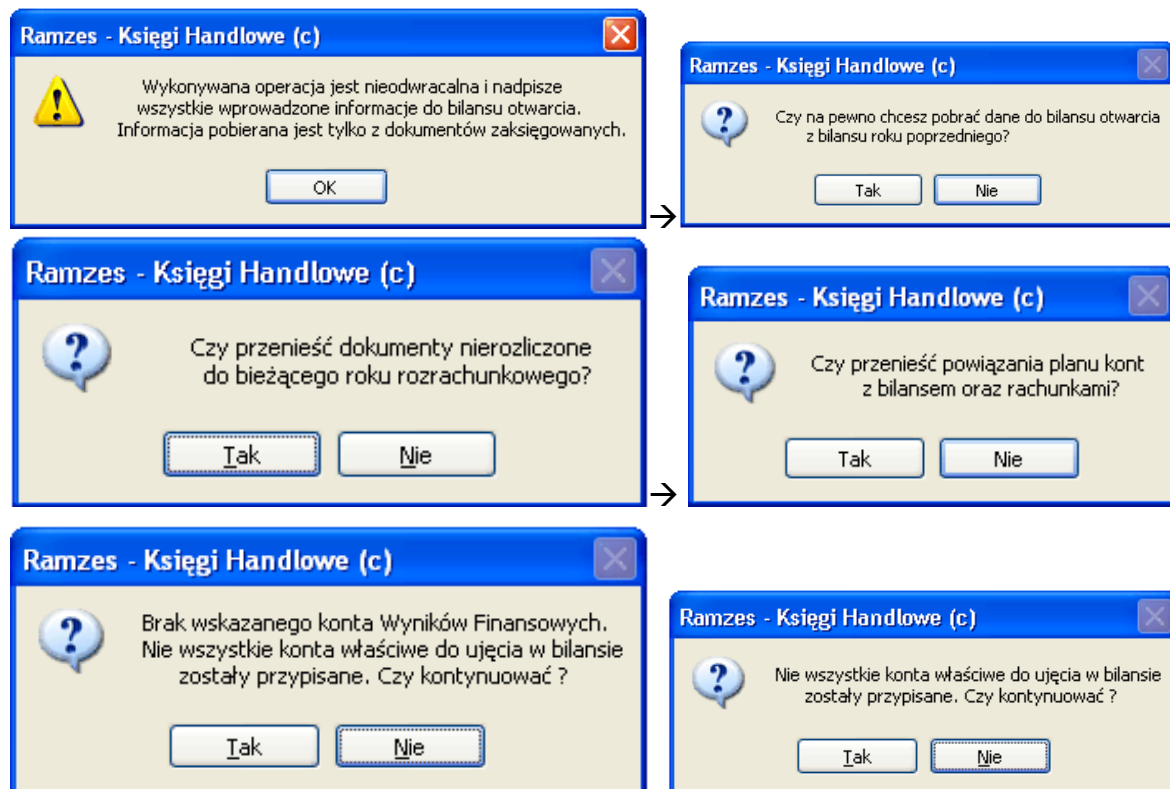 Ramzes - Księgi Handlowe (c)
Wykonywana operacja jest nieodwracalna i nadpisze
wszystkie wprowadzone informacje do bilansu otwarcia.
Informacja pobierana jest tylko z dokumentów zaksięgowanych.
OK
→
Ramzes - Księgi Handlowe (c)
Czy na pewno chcesz pobrać dane do bilansu otwarcia
z bilansu roku poprzedniego?
Tak Nie
Ramzes - Księgi Handlowe (c)
Czy przenieść dokumenty nierozliczone
do bieżącego roku rozrachunkowego?
Tak Nie
→
Ramzes - Księgi Handlowe (c)
Czy przenieść powiązania planu kont
z bilansem oraz rachunkami?
Tak Nie
Ramzes - Księgi Handlowe (c)
Brak wskazanego konta Wyników Finansowych.
Nie wszystkie konta właściwe do ujęcia w bilansie
zostały przypisane. Czy kontynuować ?
Tak Nie
Ramzes - Księgi Handlowe (c)
Nie wszystkie konta właściwe do ujęcia w bilansie
zostały przypisane. Czy kontynuować ?
Tak Nie